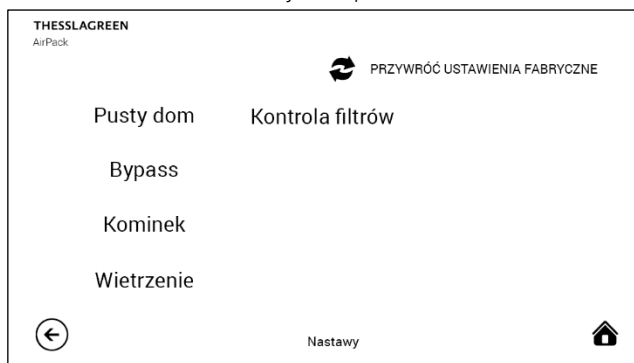 THESSLAGREEN
AirPack
PRZYWRÓĆ USTAWIENIA FABRYCZNE
Pusty dom
Kontrola filtrów
Bypass
Kominek
Wietrzenie
Nastawy